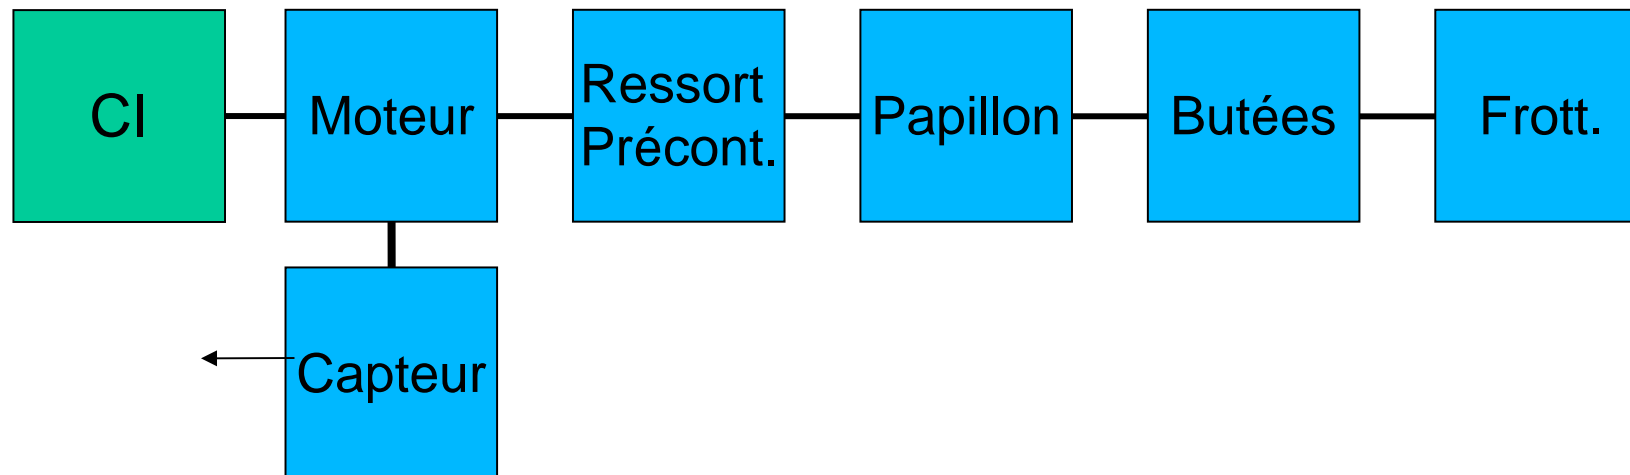 CI
Moteur
Ressort
Précont.
Papillon
Butées
Frott.
Capteur